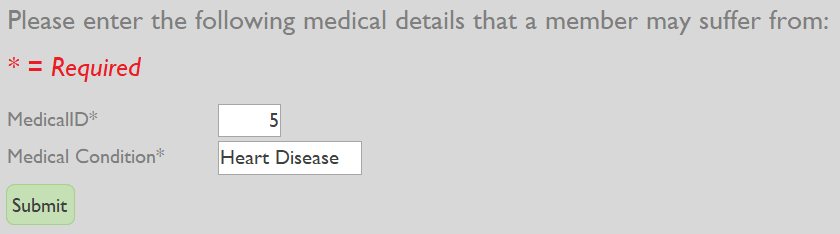 Please enter the following medical details that a member may suffer from:
* = Required
MedicalID* 5
Medical Condition* Heart Disease
Submit